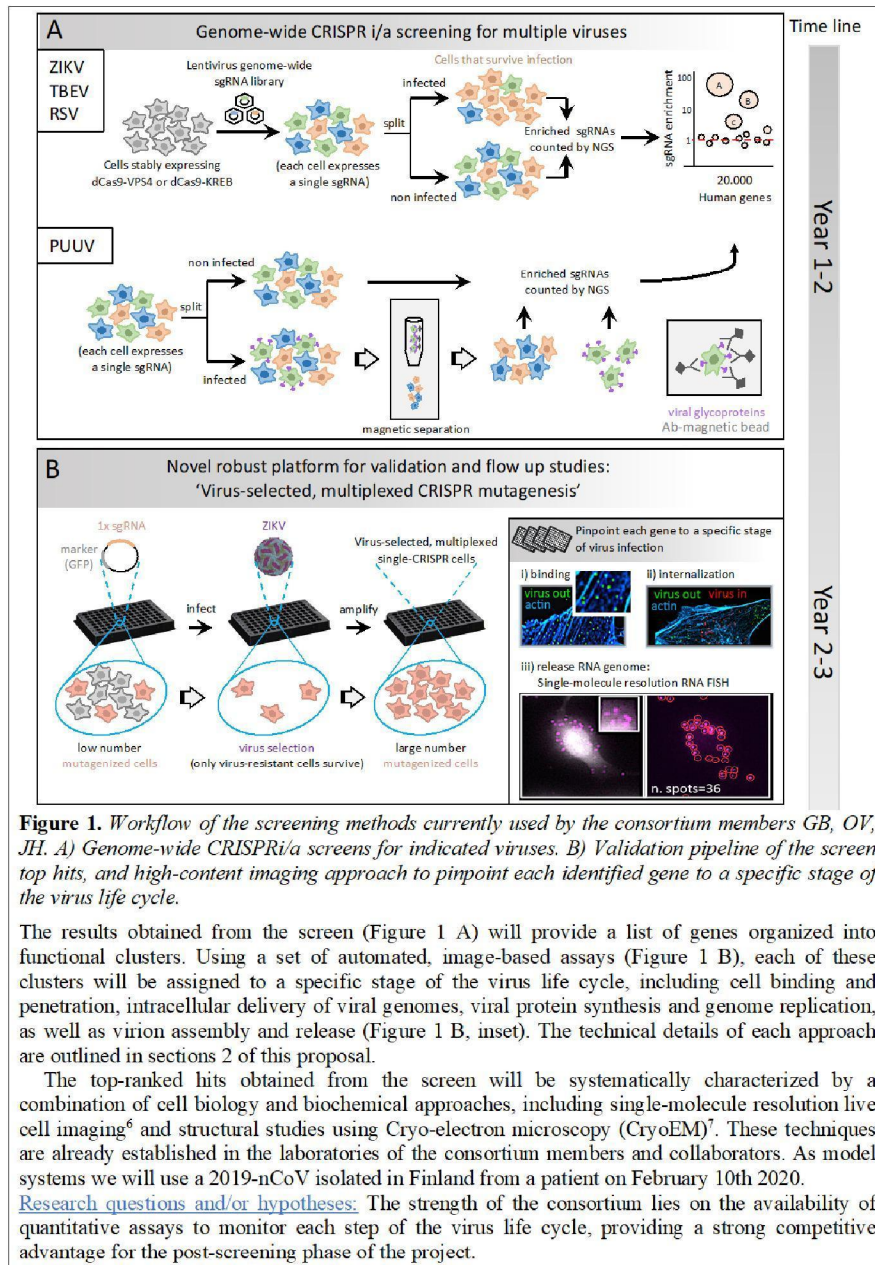 A
Genome-wide CRISPR i/a screening for multiple viruses
Time line
ZIKV
TBEV
RSV
Lentivirus genome-wide
sgRNA library
Cells stably expressing
dCas9-VPS4 or dCas9-KREB
(each cell expresses
a single sgRNA)
split
infected
non infected
Cells that survive infection
Enriched sgRNAs
counted by NGS
sgRNA enrichment
100
10
1
A
B
C
20.000
Human genes
Year 1-2
PUUV
(each cell expresses
a single sgRNA)
split
non infected
infected
magnetic separation
Enriched sgRNAs
counted by NGS
viral glycoproteins
Ab-magnetic bead
B
Novel robust platform for validation and flow up studies:
'Virus-selected, multiplexed CRISPR mutagenesis'
1x sgRNA
marker
(GFP)
infect
ZIKV
amplify
Virus-selected, multiplexed
single-CRISPR cells
low number
mutagenized cells
virus selection
(only virus-resistant cells survive)
large number
mutagenized cells
Pinpoint each gene to a specific stage
of virus infection
i) binding
virus out
actin
ii) internalization
virus out virus in
actin
iii) release RNA genome:
Single-molecule resolution RNA FISH
n. spots=36
Year 2-3
Figure 1. Workflow of the screening methods currently used by the consortium members GB, OV,
JH. A) Genome-wide CRISPRi/a screens for indicated viruses. B) Validation pipeline of the screen
top hits, and high-content imaging approach to pinpoint each identified gene to a specific stage of
the virus life cycle.
The results obtained from the screen (Figure 1 A) will provide a list of genes organized into
functional clusters. Using a set of automated, image-based assays (Figure 1 B), each of these
clusters will be assigned to a specific stage of the virus life cycle, including cell binding and
penetration, intracellular delivery of viral genomes, viral protein synthesis and genome replication,
as well as virion assembly and release (Figure 1 B, inset). The technical details of each approach
are outlined in sections 2 of this proposal.
The top-ranked hits obtained from the screen will be systematically characterized by a
combination of cell biology and biochemical approaches, including single-molecule resolution live
cell imaging6 and structural studies using Cryo-electron microscopy (CryoEM)7. These techniques
are already established in the laboratories of the consortium members and collaborators. As model
systems we will use a 2019-nCoV isolated in Finland from a patient on February 10th 2020.
Research questions and/or hypotheses: The strength of the consortium lies on the availability of
quantitative assays to monitor each step of the virus life cycle, providing a strong competitive
advantage for the post-screening phase of the project.